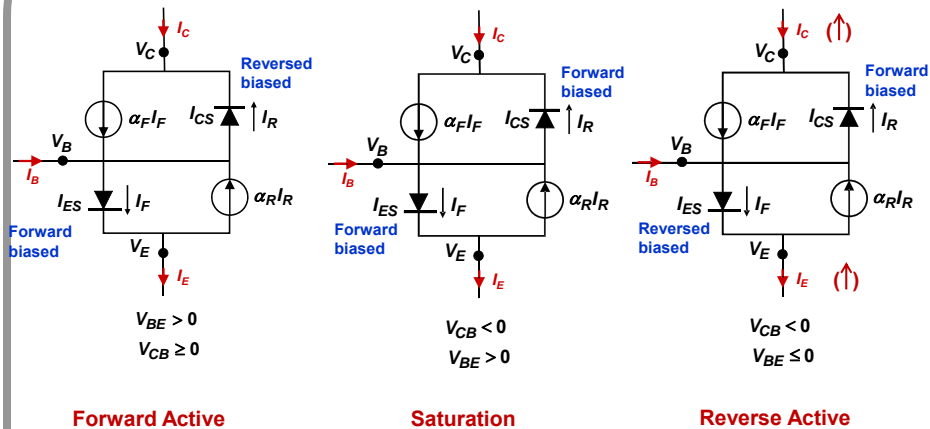 I_C
V_C
Reversed
biased
α_F I_F
I_CS
I_R
V_B
I_B
I_ES
I_F
α_R I_R
Forward
biased
V_E
I_E
V_BE > 0
V_CB ≥ 0
Forward Active
I_C
V_C
Forward
biased
α_F I_F
I_CS
I_R
V_B
I_B
I_ES
I_F
α_R I_R
Forward
biased
V_E
I_E
V_CB < 0
V_BE > 0
Saturation
I_C (↑)
V_C
Forward
biased
α_F I_F
I_CS
I_R
V_B
I_B
I_ES
I_F
α_R I_R
Reversed
biased
V_E
I_E (↑)
V_CB < 0
V_BE ≤ 0
Reverse Active